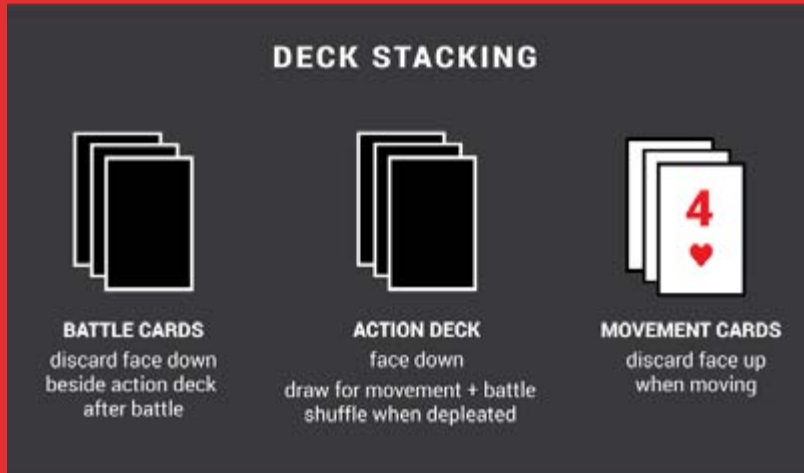 DECK STACKING
4
BATTLE CARDS
discard face down
beside action deck
after battle
ACTION DECK
face down
draw for movement + battle
shuffle when depleated
MOVEMENT CARDS
discard face up
when moving